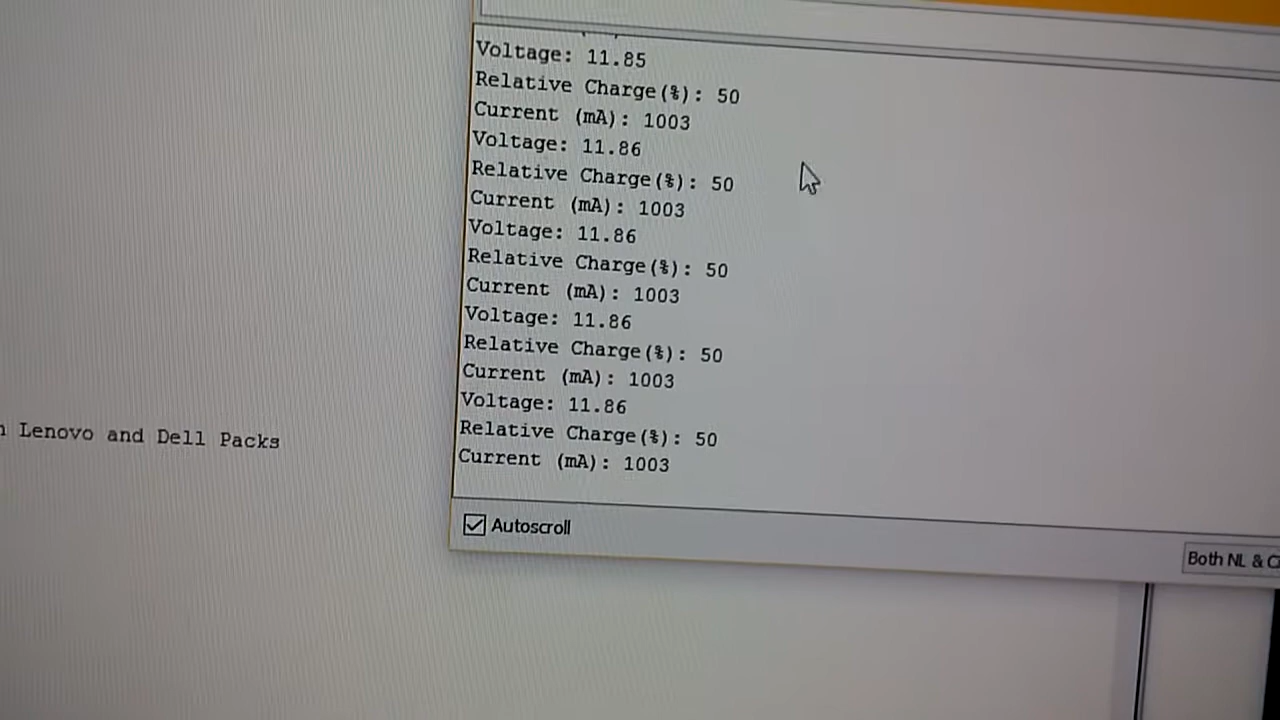 Voltage: 11.85
Relative Charge(%): 50
Current (mA): 1003
Voltage: 11.86
Relative Charge(%): 50
Current (mA): 1003
Voltage: 11.86
Relative Charge(%): 50
Current (mA): 1003
Voltage: 11.86
Relative Charge(%): 50
Current (mA): 1003
Voltage: 11.86
Relative Charge(%): 50
Current (mA): 1003
Lenovo and Dell Packs
Autoscroll
Both NL &